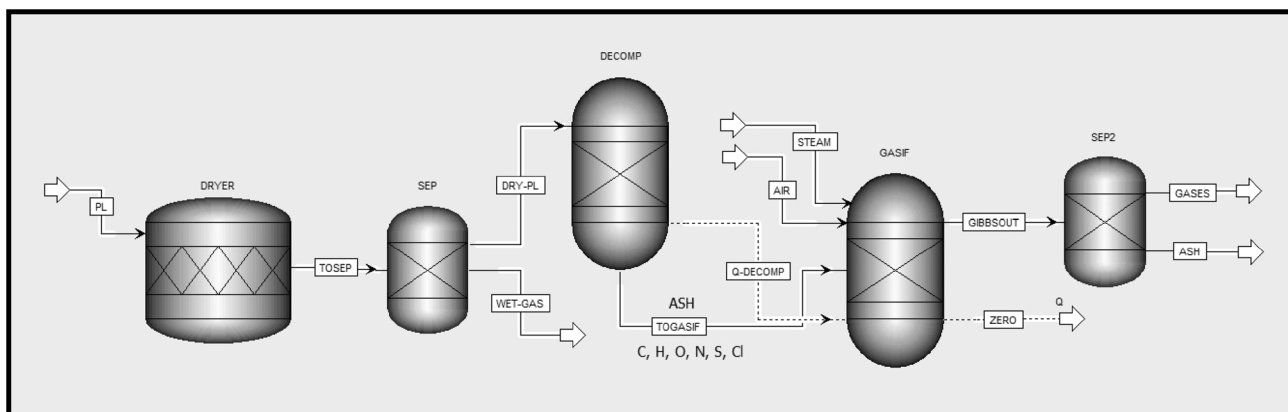 DECOMP
STEAM
SEP2
GASIF
AIR
DRYER
SEP
DRY-PL
PL
GIBBSOUT
GASES
ASH
TOSEP
Q-DECOMP
WET-GAS
ASH
TOGASIF
ZERO
Q
C, H, O, N, S, Cl